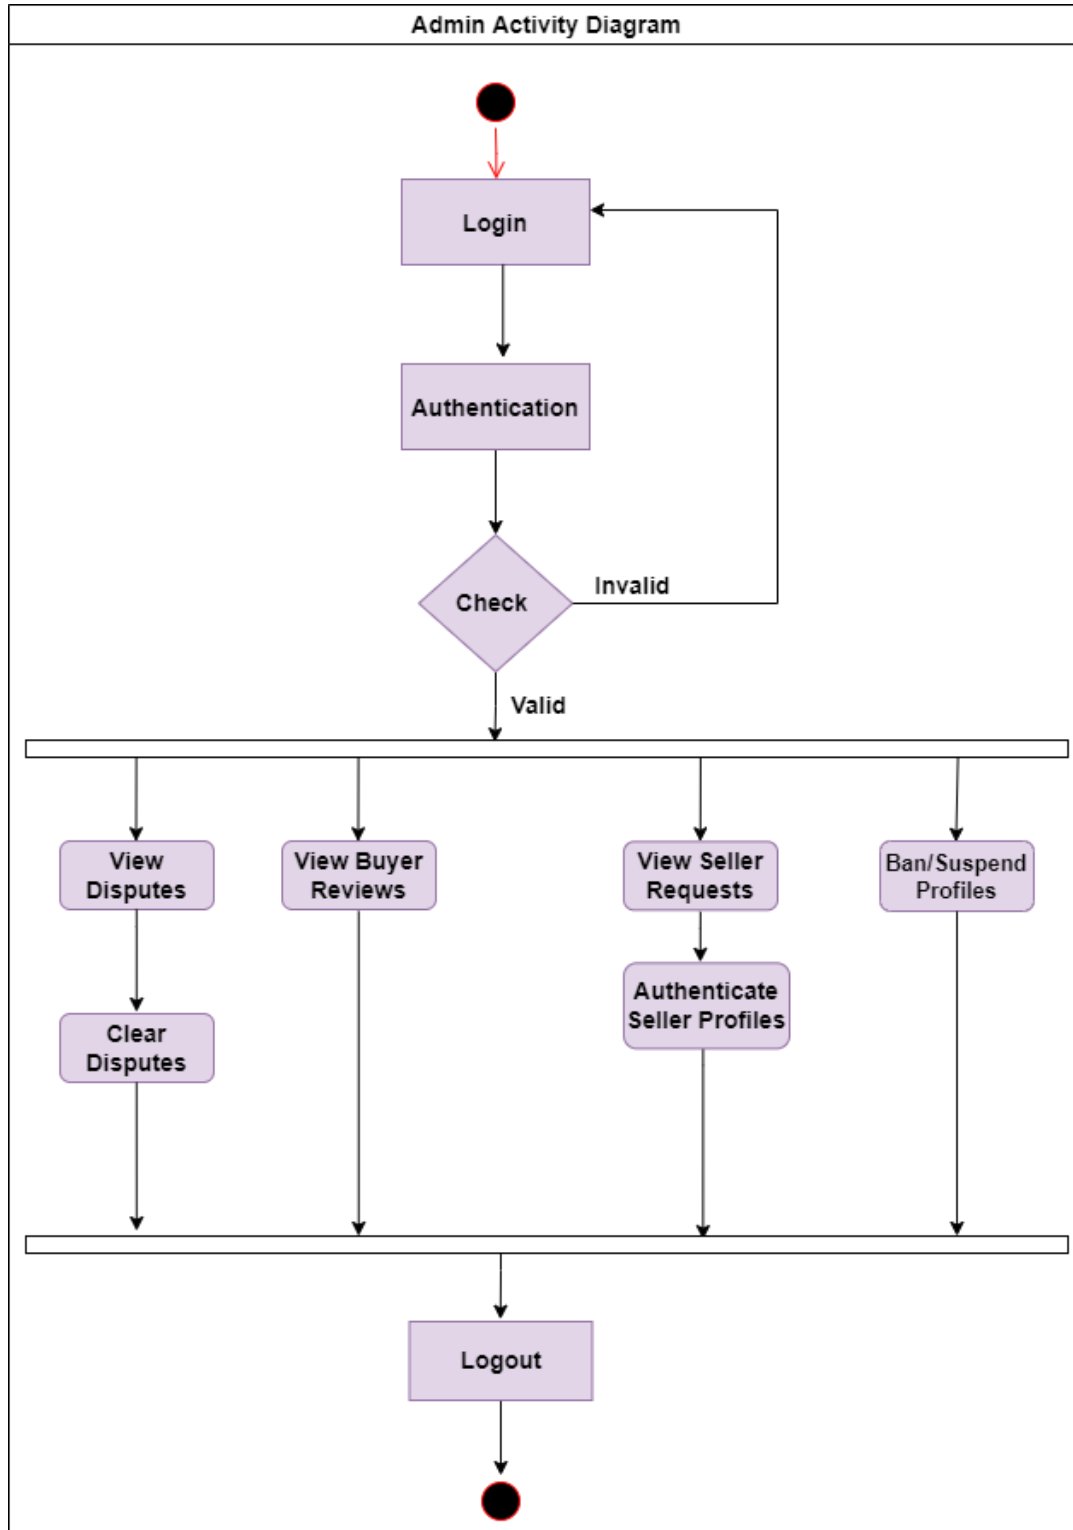 Admin Activity Diagram
Login
Authentication
Check
Invalid
Valid
View
Disputes
View Buyer
Reviews
View Seller
Requests
Ban/Suspend
Profiles
Authenticate
Seller Profiles
Clear
Disputes
Logout